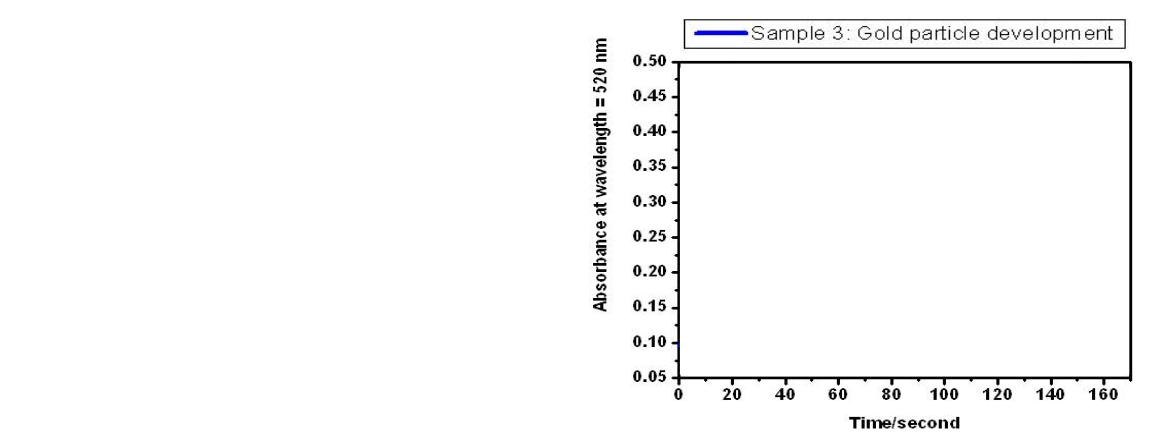 Sample 3: Gold particle development
Absorbance at wavelength = 520 nm
0.50
0.45
0.40
0.35
0.30
0.25
0.20
0.15
0.10
0.05
0 20 40 60 80 100 120 140 160
Time/second